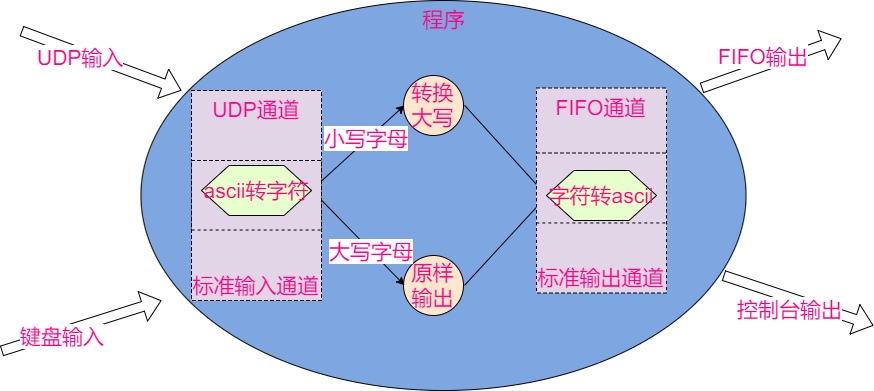 程序
UDP输入
FIFO输出
UDP通道
转换
大写
FIFO通道
小写字母
ascii转字符
字符转ascii
大写字母
标准输入通道
原样
输出
标准输出通道
键盘输入
控制台输出